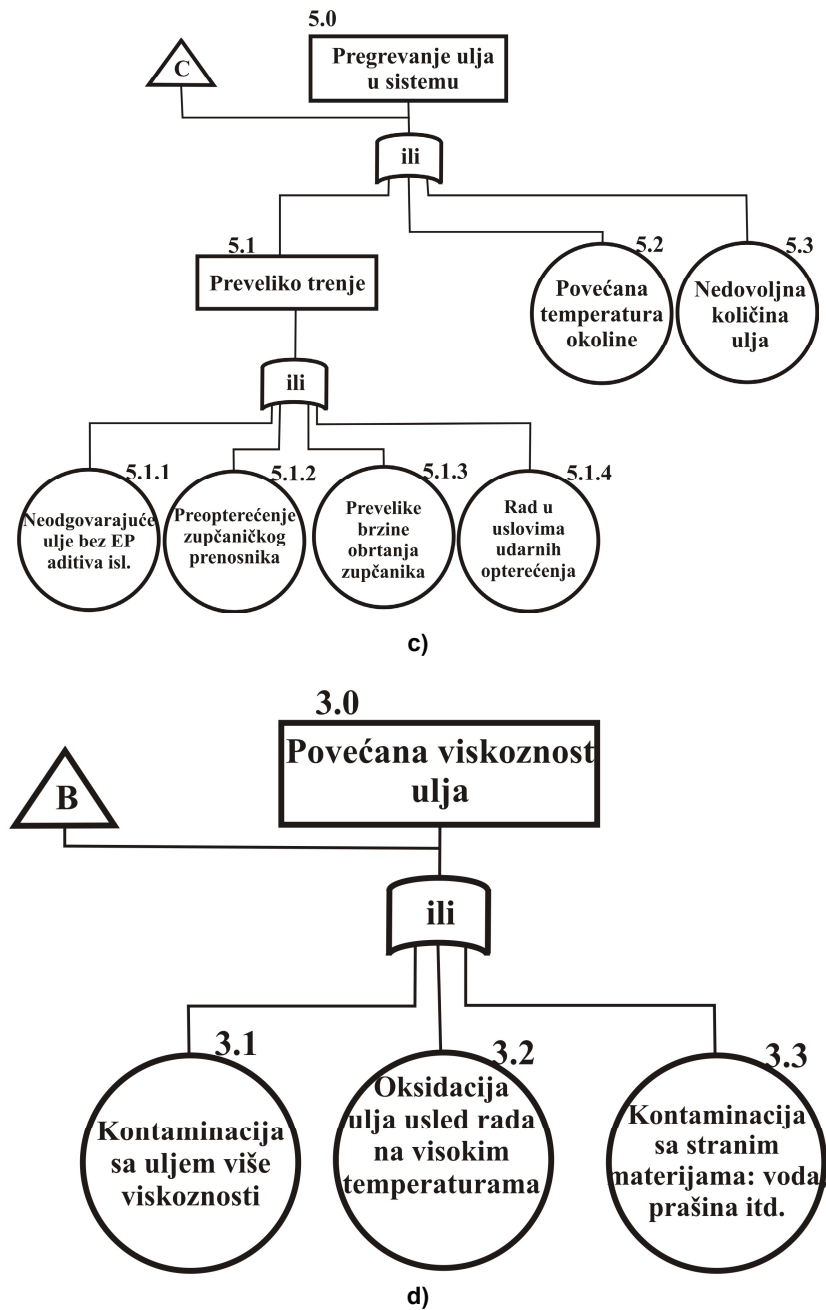 5.0
Pregrevanje ulja
u sistemu
C
ili
5.1
Preveliko trenje
5.2
Povećana
temperatura
okoline
5.3
Nedovoljna
količina
ulja
ili
5.1.1
Neodgovarajuće
ulje bez EP
aditiva isl.
5.1.2
Preopterećenje
zupčaničkog
prenosnika
5.1.3
Prevelike
brzine
obrtanja
zupčanika
5.1.4
Rad u
uslovima
udarnih
opterećenja
c)
3.0
Povećana viskoznost
ulja
B
ili
3.1
Kontaminacija
sa uljem više
viskoznosti
3.2
Oksidacija
ulja usled rada
na visokim
temperaturama
3.3
Kontaminacija
sa stranim
materijama: voda,
prašina itd.
d)